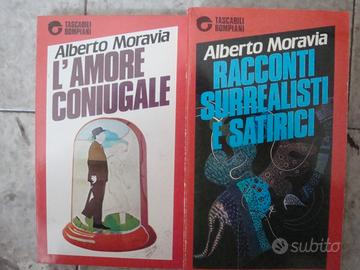 TASCABILI
BOMPIANI
Alberto Moravia
L'AMORE
CONIUGALE
TASCABILI
BOMPIANI
Alberto Moravia
RACCONTI
SURREALISTI
E SATIRICI
subito